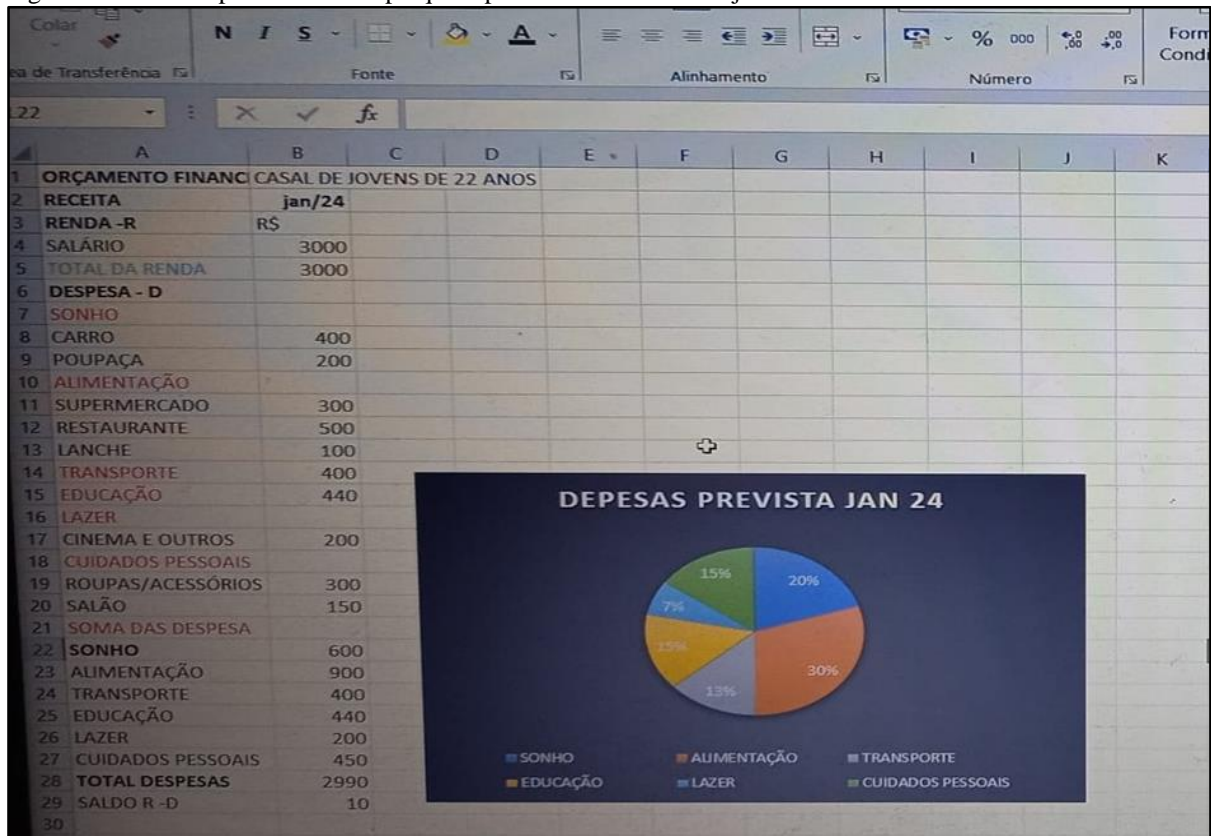 Colar
N I S A % 000 ,00 Form
Condi
ea de Transferência Fonte Alinhamento Número
22 fx
A B C D E F G H I J K
1 ORÇAMENTO FINANC CASAL DE JOVENS DE 22 ANOS
2 RECEITA jan/24
3 RENDA -R R$
4 SALÁRIO 3000
5 TOTAL DA RENDA 3000
6 DESPESA - D
7 SONHO
8 CARRO 400
9 POUPAÇA 200
10 ALIMENTAÇÃO
11 SUPERMERCADO 300
12 RESTAURANTE 500
13 LANCHE 100
14 TRANSPORTE 400
15 EDUCAÇÃO 440
16 LAZER
17 CINEMA E OUTROS 200
18 CUIDADOS PESSOAIS
19 ROUPAS/ACESSÓRIOS 300
20 SALÃO 150
21 SOMA DAS DESPESA
22 SONHO 600
23 ALIMENTAÇÃO 900
24 TRANSPORTE 400
25 EDUCAÇÃO 440
26 LAZER 200
27 CUIDADOS PESSOAIS 450
28 TOTAL DESPESAS 2990
29 SALDO R -D 10
30
DEPESAS PREVISTA JAN 24
15% 20%
7%
15% 30%
13%
SONHO ALIMENTAÇÃO TRANSPORTE
EDUCAÇÃO LAZER CUIDADOS PESSOAIS